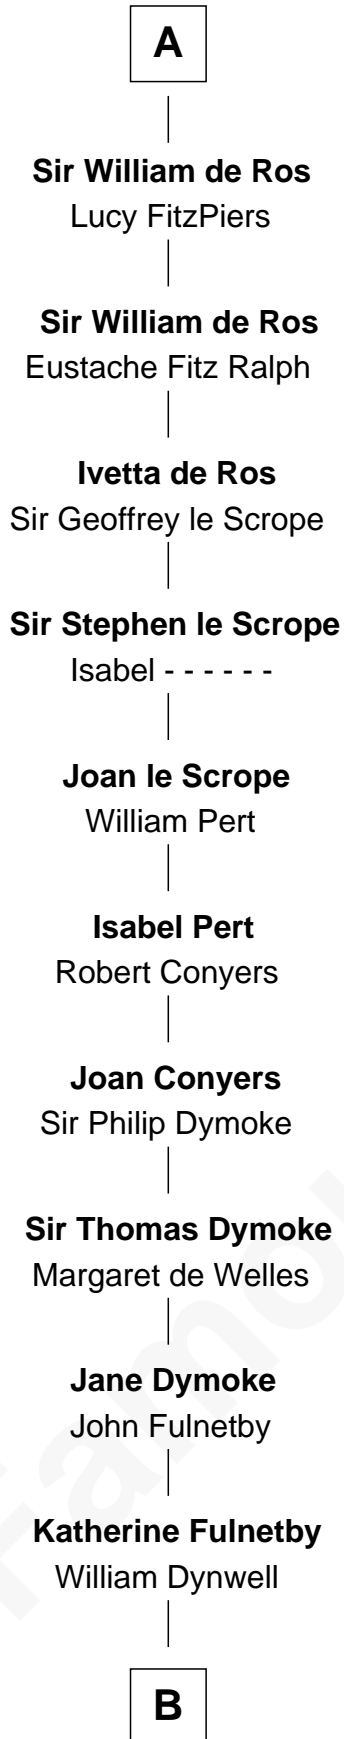 A
Sir William de Ros
Lucy FitzPiers
Sir William de Ros
Eustache Fitz Ralph
Ivetta de Ros
Sir Geoffrey le Scrope
Sir Stephen le Scrope
Isabel - - - - - -
Joan le Scrope
William Pert
Isabel Pert
Robert Conyers
Joan Conyers
Sir Philip Dymoke
Sir Thomas Dymoke
Margaret de Welles
Jane Dymoke
John Fulnetby
Katherine Fulnetby
William Dynwell
B